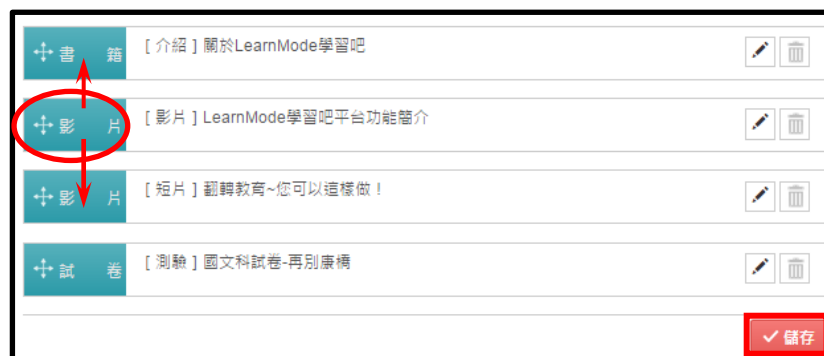 書 籍 [ 介紹 ] 關於LearnMode學習吧
影 片 [ 影片 ] LearnMode學習吧平台功能簡介
影 片 [ 短片 ] 翻轉教育~您可以這樣做！
試 卷 [ 測驗 ] 國文科試卷-再別康橋
儲存